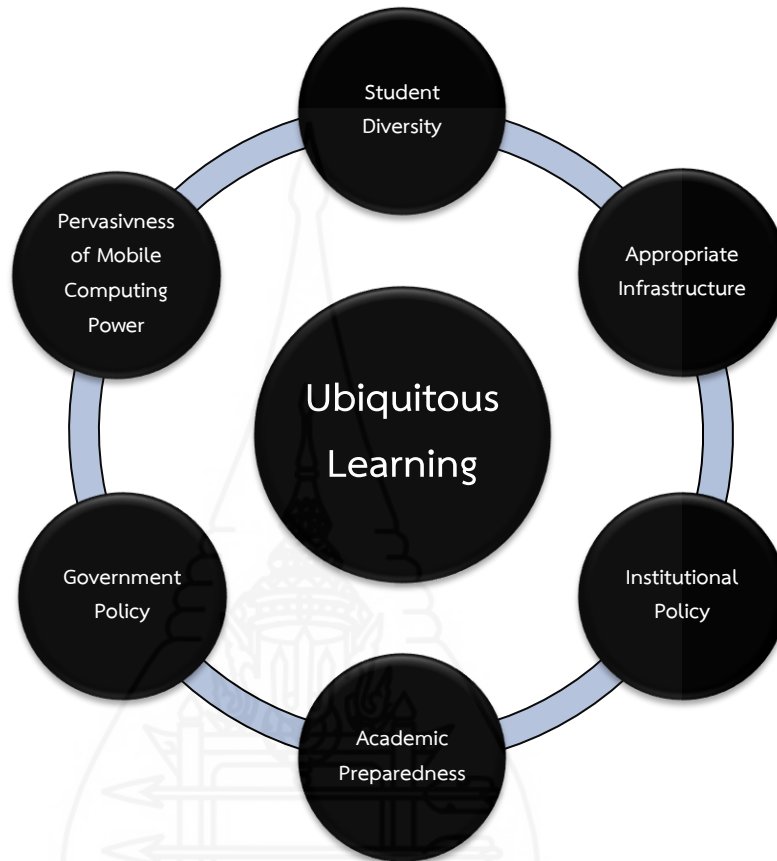 Student
Diversity
Appropriate
Infrastructure
Institutional
Policy
Academic
Preparedness
Government
Policy
Pervasivness
of Mobile
Computing
Power
Ubiquitous
Learning